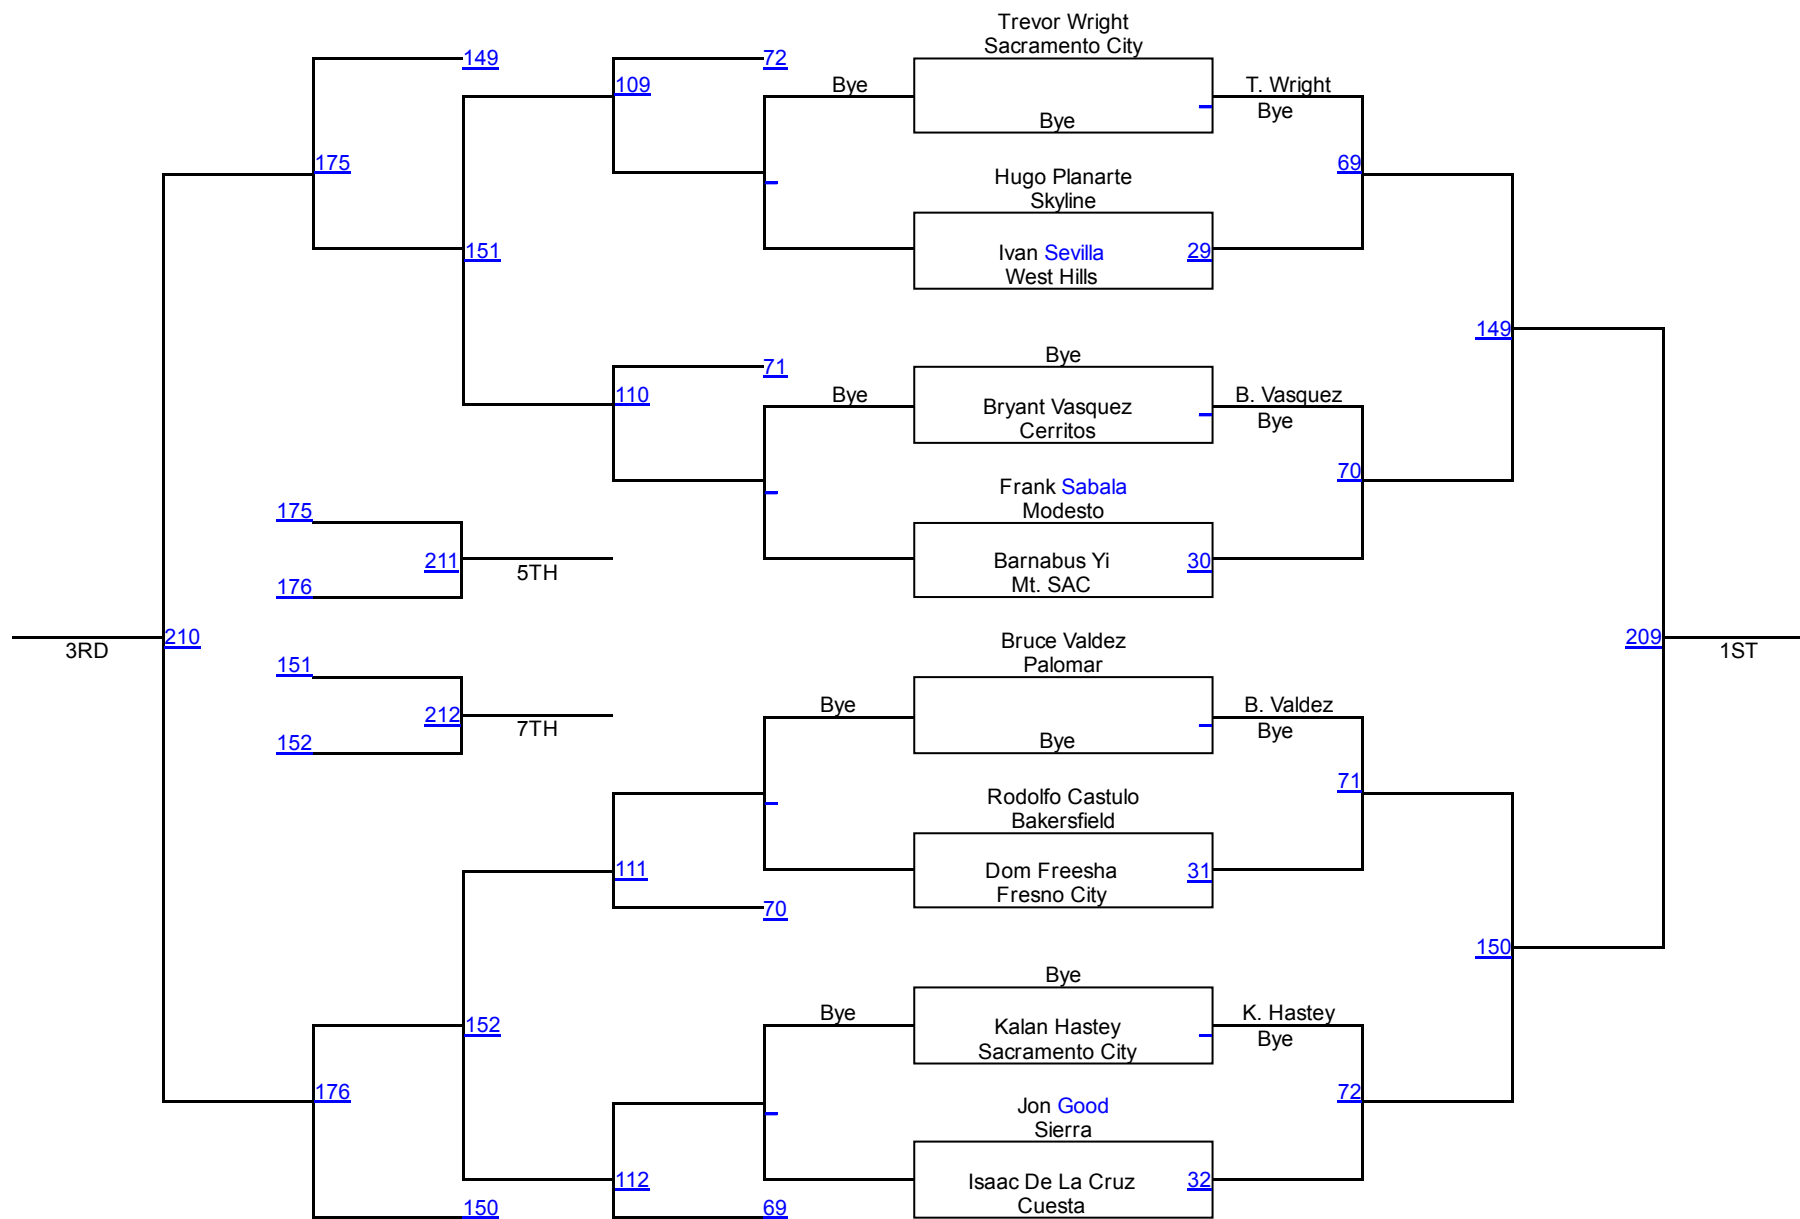 Trevor Wright
Sacramento City
149
72
109
Bye
T. Wright
Bye
Bye
175
69
Hugo Planarte
Skyline
151
Ivan Sevilla
29
West Hills
149
Bye
71
110
Bye
B. Vasquez
Bryant Vasquez
Bye
Cerritos
70
Frank Sabala
175
Modesto
211
5TH
Barnabus Yi
30
176
Mt. SAC
3RD
210
Bruce Valdez
209
1ST
151
Palomar
212
7TH
Bye
B. Valdez
152
Bye
Bye
71
Rodolfo Castulo
Bakersfield
111
Dom Freesha
31
Fresno City
70
150
Bye
152
Bye
K. Hastey
Kalan Hastey
Bye
Sacramento City
176
72
Jon Good
Sierra
112
Isaac De La Cruz
32
150
69
Cuesta